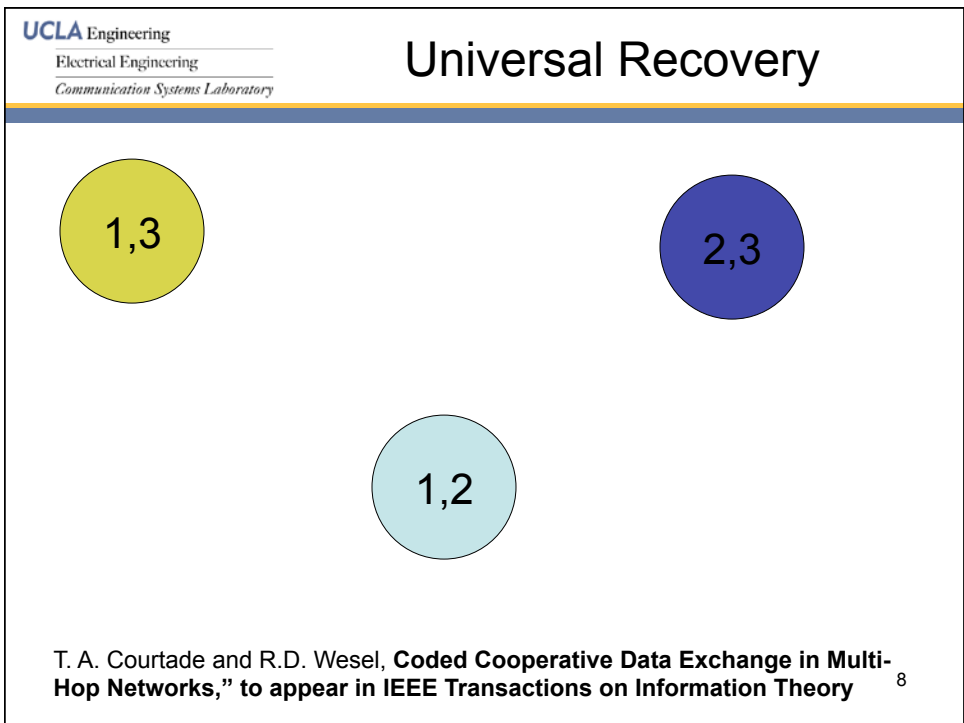 UCLA Engineering
Electrical Engineering
Communication Systems Laboratory
Universal Recovery
1,3
2,3
1,2
T. A. Courtade and R.D. Wesel, Coded Cooperative Data Exchange in Multi-
Hop Networks,” to appear in IEEE Transactions on Information Theory
8